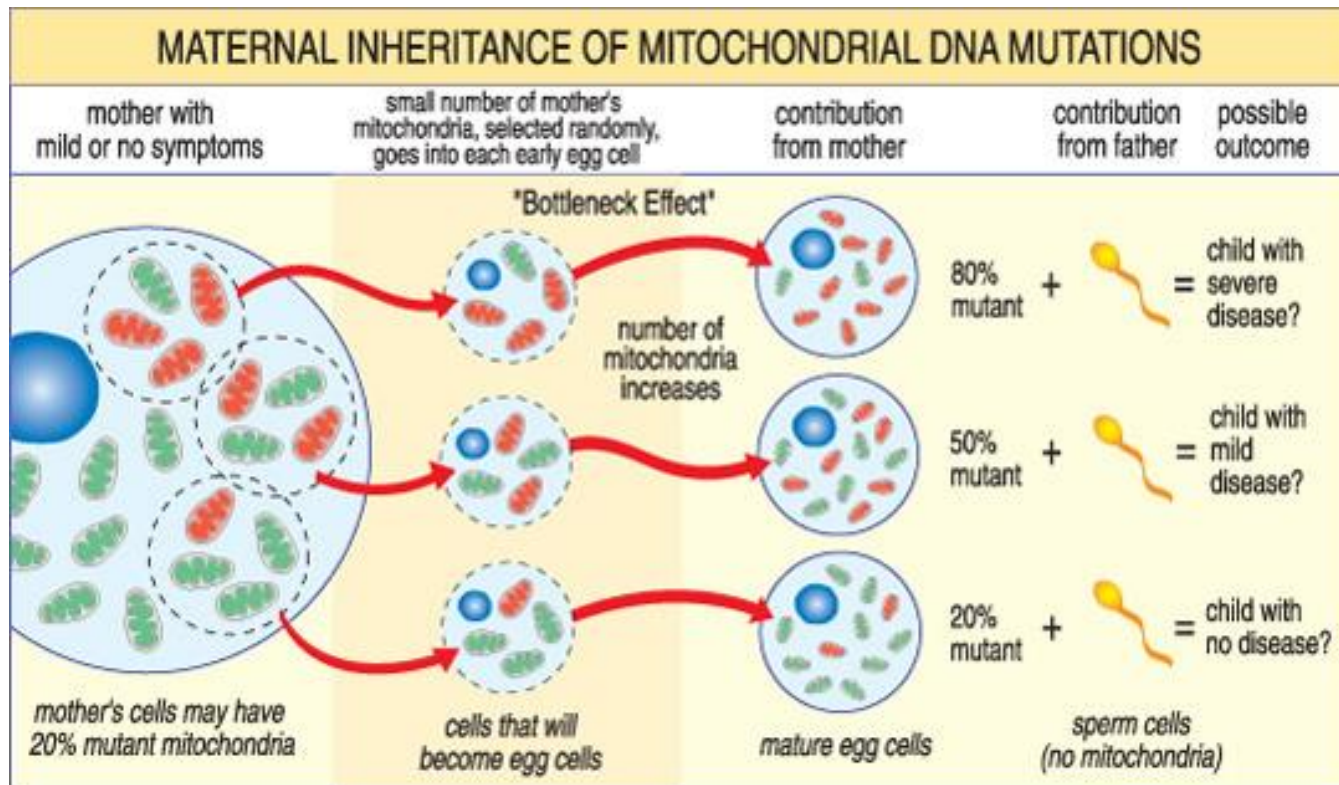 MATERNAL INHERITANCE OF MITOCHONDRIAL DNA MUTATIONS
mother with
mild or no symptoms
small number of mother's
mitochondria, selected randomly,
goes into each early egg cell
contribution
from mother
contribution
from father
possible
outcome
"Bottleneck Effect"
number of
mitochondria
increases
80%
mutant
+
=
child with
severe
disease?
50%
mutant
+
=
child with
mild
disease?
20%
mutant
+
=
child with
no disease?
mother's cells may have
20% mutant mitochondria
cells that will
become egg cells
mature egg cells
sperm cells
(no mitochondria)